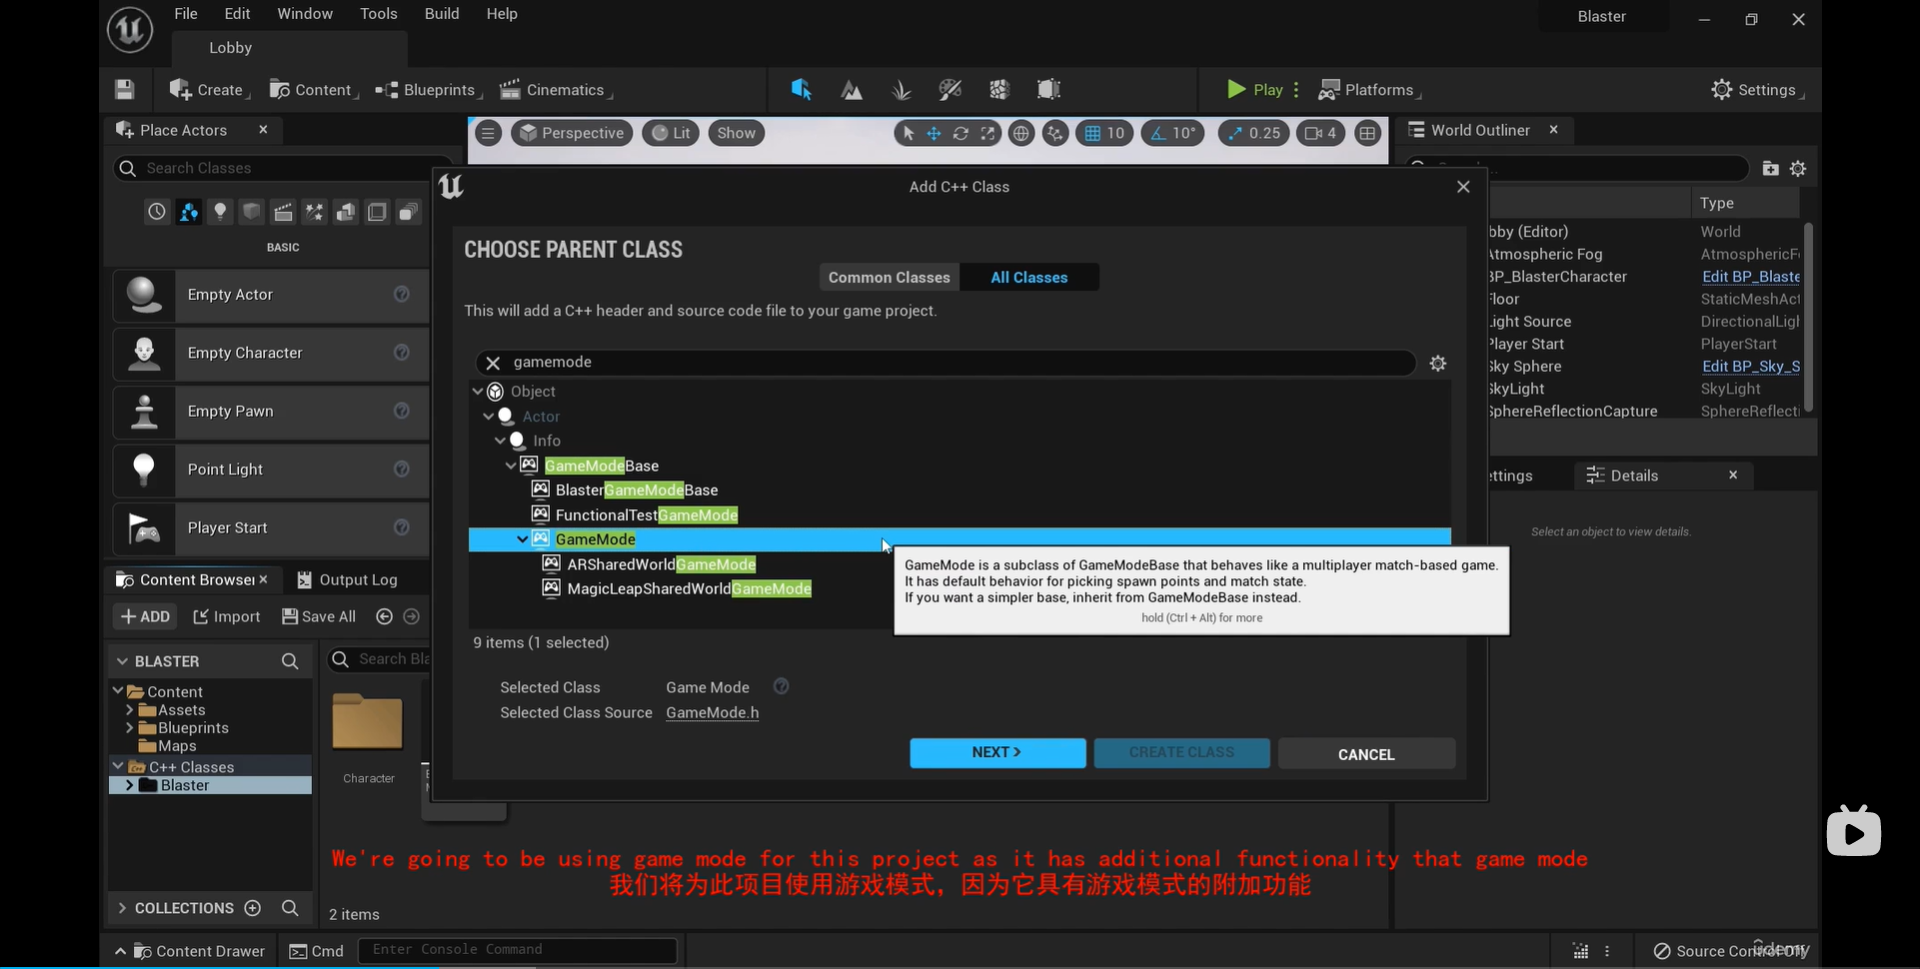 File Edit Window Tools Build Help
Blaster
Lobby
Create Content Blueprints Cinematics Play Platforms Settings
Place Actors
Perspective Lit Show 10 10° 0.25 4
World Outliner
Search Classes
Add C++ Class
Type
BASIC
CHOOSE PARENT CLASS
Common Classes All Classes
This will add a C++ header and source code file to your game project.
bby (Editor) World
Atmospheric Fog AtmosphericF
BP_BlasterCharacter Edit BP_Blaste
Floor StaticMeshAct
Light Source DirectionalLigh
Player Start PlayerStart
Sky Sphere Edit BP_Sky_S
SkyLight SkyLight
SphereReflectionCapture SphereReflecti
Empty Actor
Empty Character
Empty Pawn
Point Light
Player Start
gamemode
Object
Actor
Info
GameModeBase
BlasterGameModeBase
FunctionalTestGameMode
GameMode
ARSharedWorldGameMode
MagicLeapSharedWorldGameMode
GameMode is a subclass of GameModeBase that behaves like a multiplayer match-based game.
It has default behavior for picking spawn points and match state.
If you want a simpler base, inherit from GameModeBase instead.
hold (Ctrl + Alt) for more
9 items (1 selected)
Selected Class Game Mode
Selected Class Source GameMode.h
NEXT> CREATE CLASS CANCEL
ettings Details
Select an object to view details.
Content Browser Output Log
ADD Import Save All
BLASTER
Search Bla
Content
Assets
Blueprints
Maps
C++ Classes
Blaster
Character
We're going to be using game mode for this project as it has additional functionality that game mode
我们将为此项目使用游戏模式，因为它具有游戏模式的附加功能
COLLECTIONS
2 items
Content Drawer Cmd Enter Console Command
Source Control Off
ûdemy